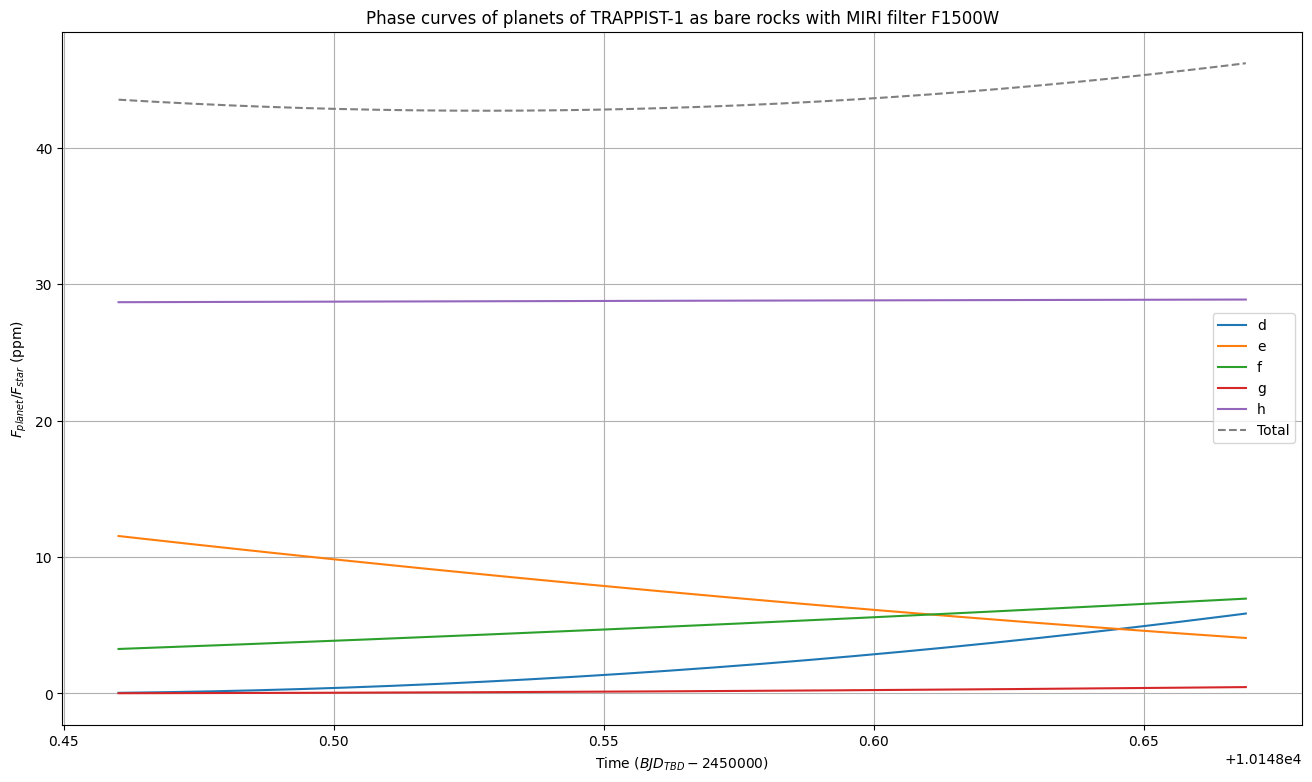 Phase curves of planets of TRAPPIST-1 as bare rocks with MIRI filter F1500W
F_planet/F_star (ppm)
40
30
20
10
0
d
e
f
g
h
Total
0.45
0.50
0.55
0.60
0.65
+1.0148e4
Time (BJD_TBD − 2450000)